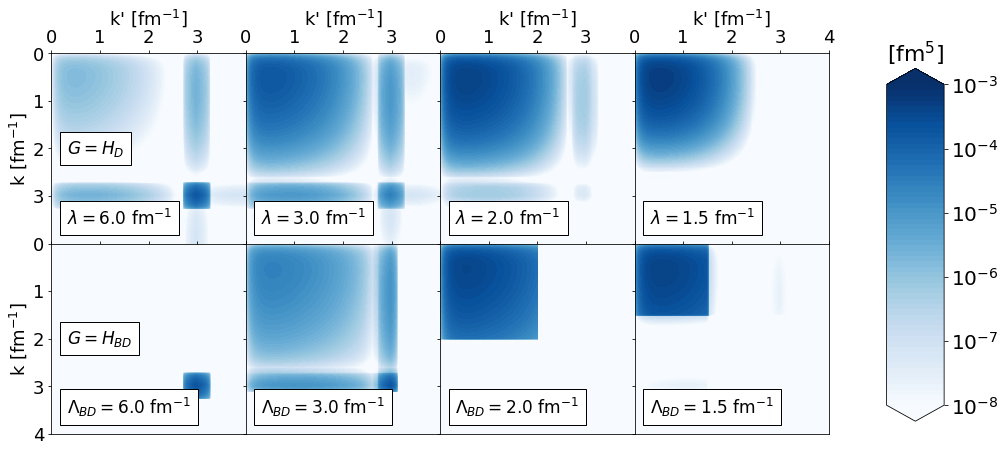 k' [fm⁻¹] k' [fm⁻¹] k' [fm⁻¹] k' [fm⁻¹]
0 1 2 3 0 1 2 3 0 1 2 3 0 1 2 3 4
[fm⁵]
0
1
2
3
k [fm⁻¹]
G = H_D
λ = 6.0 fm⁻¹
λ = 3.0 fm⁻¹
λ = 2.0 fm⁻¹
λ = 1.5 fm⁻¹
0
1
2
3
4
k [fm⁻¹]
G = H_BD
Λ_BD = 6.0 fm⁻¹
Λ_BD = 3.0 fm⁻¹
Λ_BD = 2.0 fm⁻¹
Λ_BD = 1.5 fm⁻¹
10⁻³
10⁻⁴
10⁻⁵
10⁻⁶
10⁻⁷
10⁻⁸